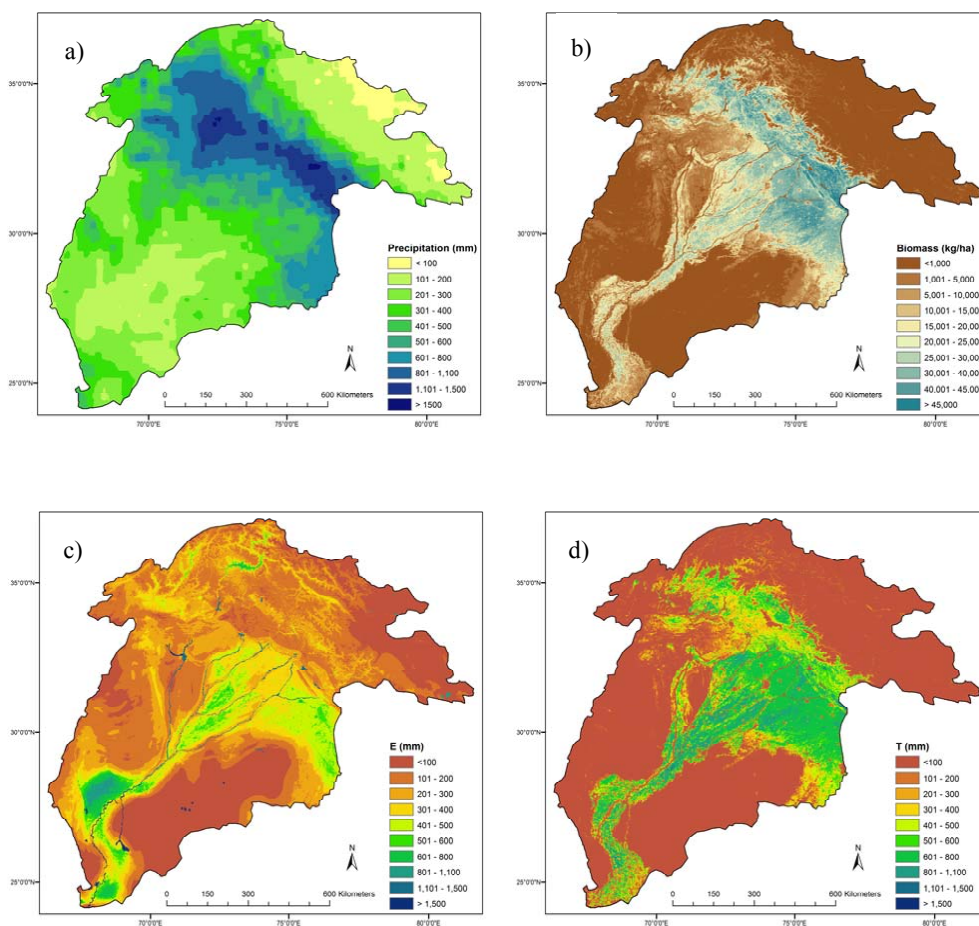 a)
35°0'0"N
30°0'0"N
25°0'0"N
Precipitation (mm)
< 100
101 - 200
201 - 300
301 - 400
401 - 500
501 - 600
601 - 800
801 - 1,100
1,101 - 1,500
> 1500
N
0 150 300 600 Kilometers
70°0'0"E 75°0'0"E 80°0'0"E
b)
35°0'0"N
30°0'0"N
25°0'0"N
Biomass (kg/ha)
<1,000
1,001 - 5,000
5,001 - 10,000
10,001 - 15,00
15,001 - 20,00
20,001 - 25,00
25,001 - 30,00
30,001 - 40,00
40,001 - 45,00
> 45,000
N
0 150 300 600 Kilometers
70°0'0"E 75°0'0"E 80°0'0"E
c)
35°0'0"N
30°0'0"N
25°0'0"N
E (mm)
<100
101 - 200
201 - 300
301 - 400
401 - 500
501 - 600
601 - 800
801 - 1,100
1,101 - 1,500
> 1,500
N
0 150 300 600 Kilometers
70°0'0"E 75°0'0"E 80°0'0"E
d)
35°0'0"N
30°0'0"N
25°0'0"N
T (mm)
<100
101 - 200
201 - 300
301 - 400
401 - 500
501 - 600
601 - 800
801 - 1,100
1,101 - 1,500
> 1,500
N
0 150 300 600 Kilometers
70°0'0"E 75°0'0"E 80°0'0"E